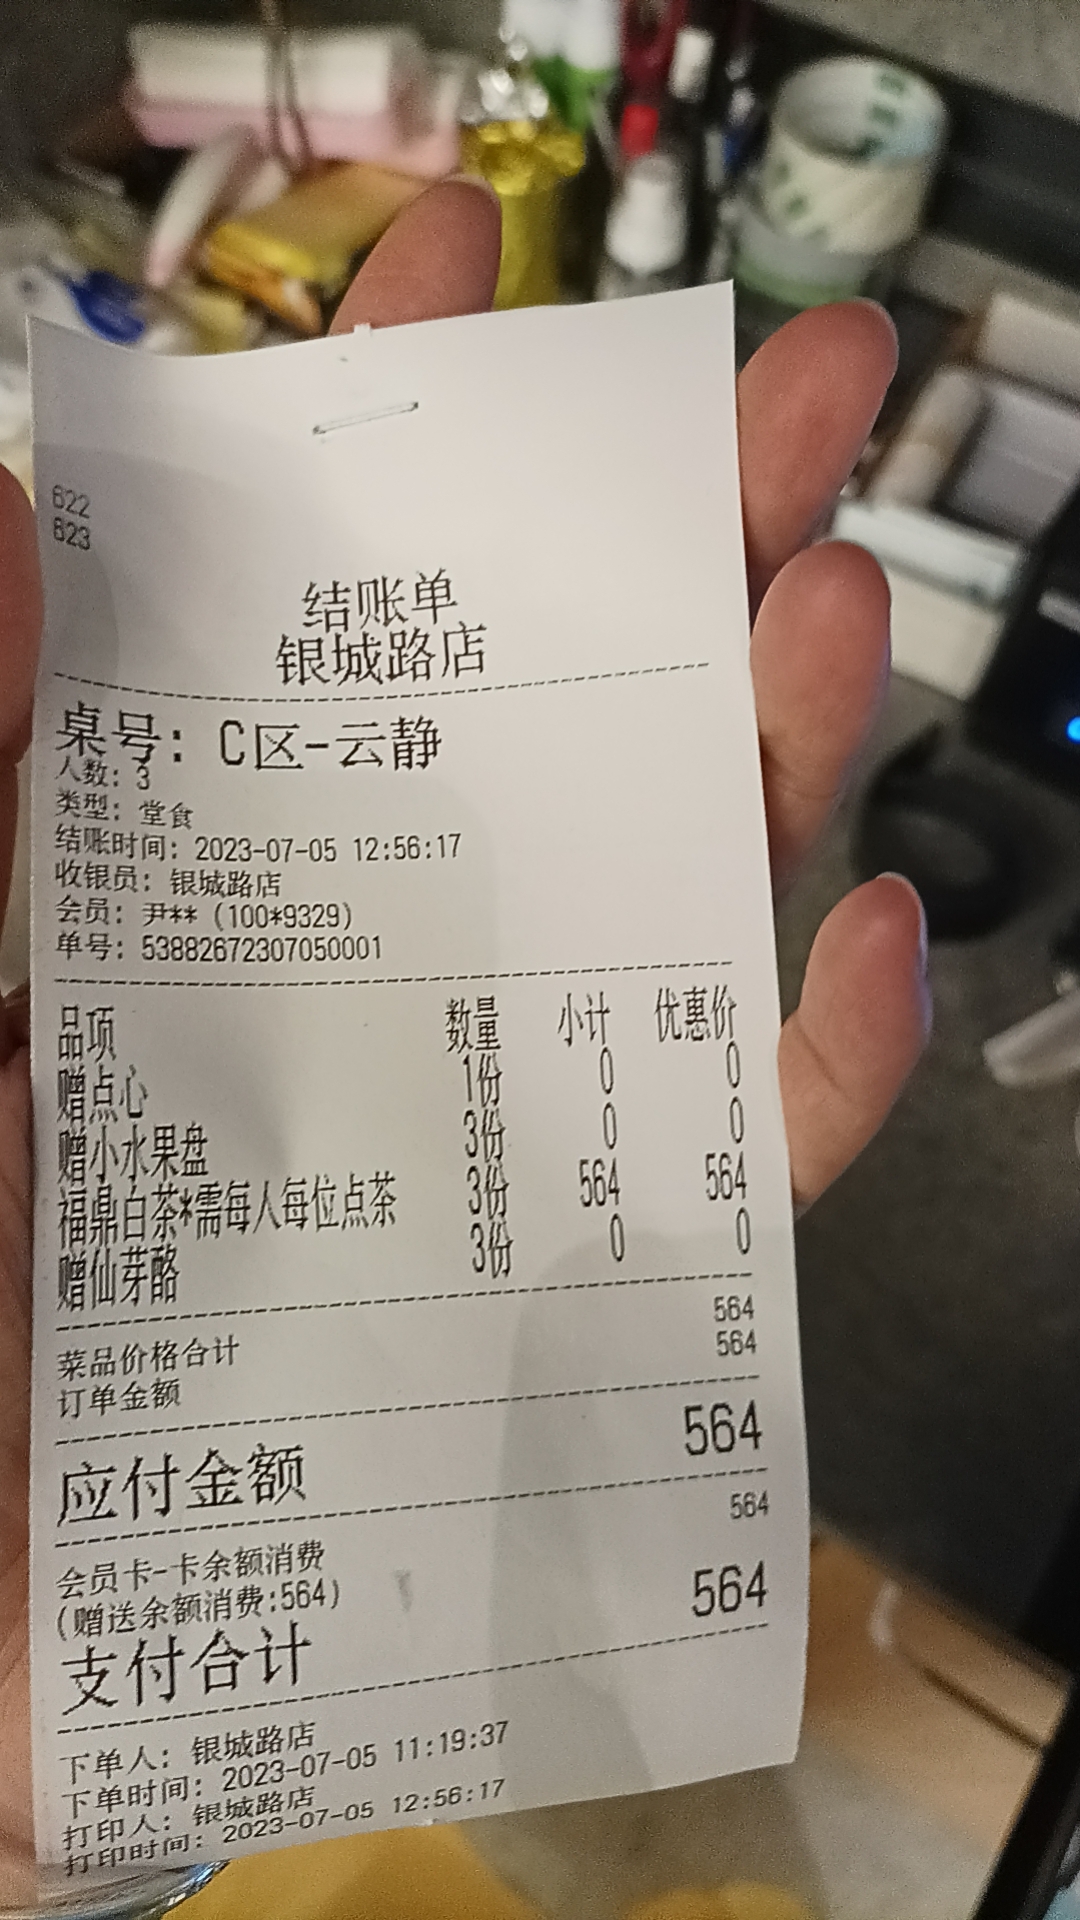 622
623
结账单
银城路店
桌号: C区-云静
人数: 3
类型: 堂食
结账时间: 2023-07-05 12:56:17
收银员: 银城路店
会员: 尹** (100*9329)
单号: 53882672307050001
品项 数量 小计 优惠价
赠点心 1份 0 0
赠小水果盘 3份 0 0
福鼎白茶*需每人每位点茶 3份 564 564
赠仙芽酪 3份 0 0
菜品价格合计 564
订单金额 564
应付金额 564
会员卡-卡余额消费 564
(赠送余额消费:564)
支付合计 564
下单人: 银城路店
下单时间: 2023-07-05 11:19:37
打印人: 银城路店
打印时间: 2023-07-05 12:56:17